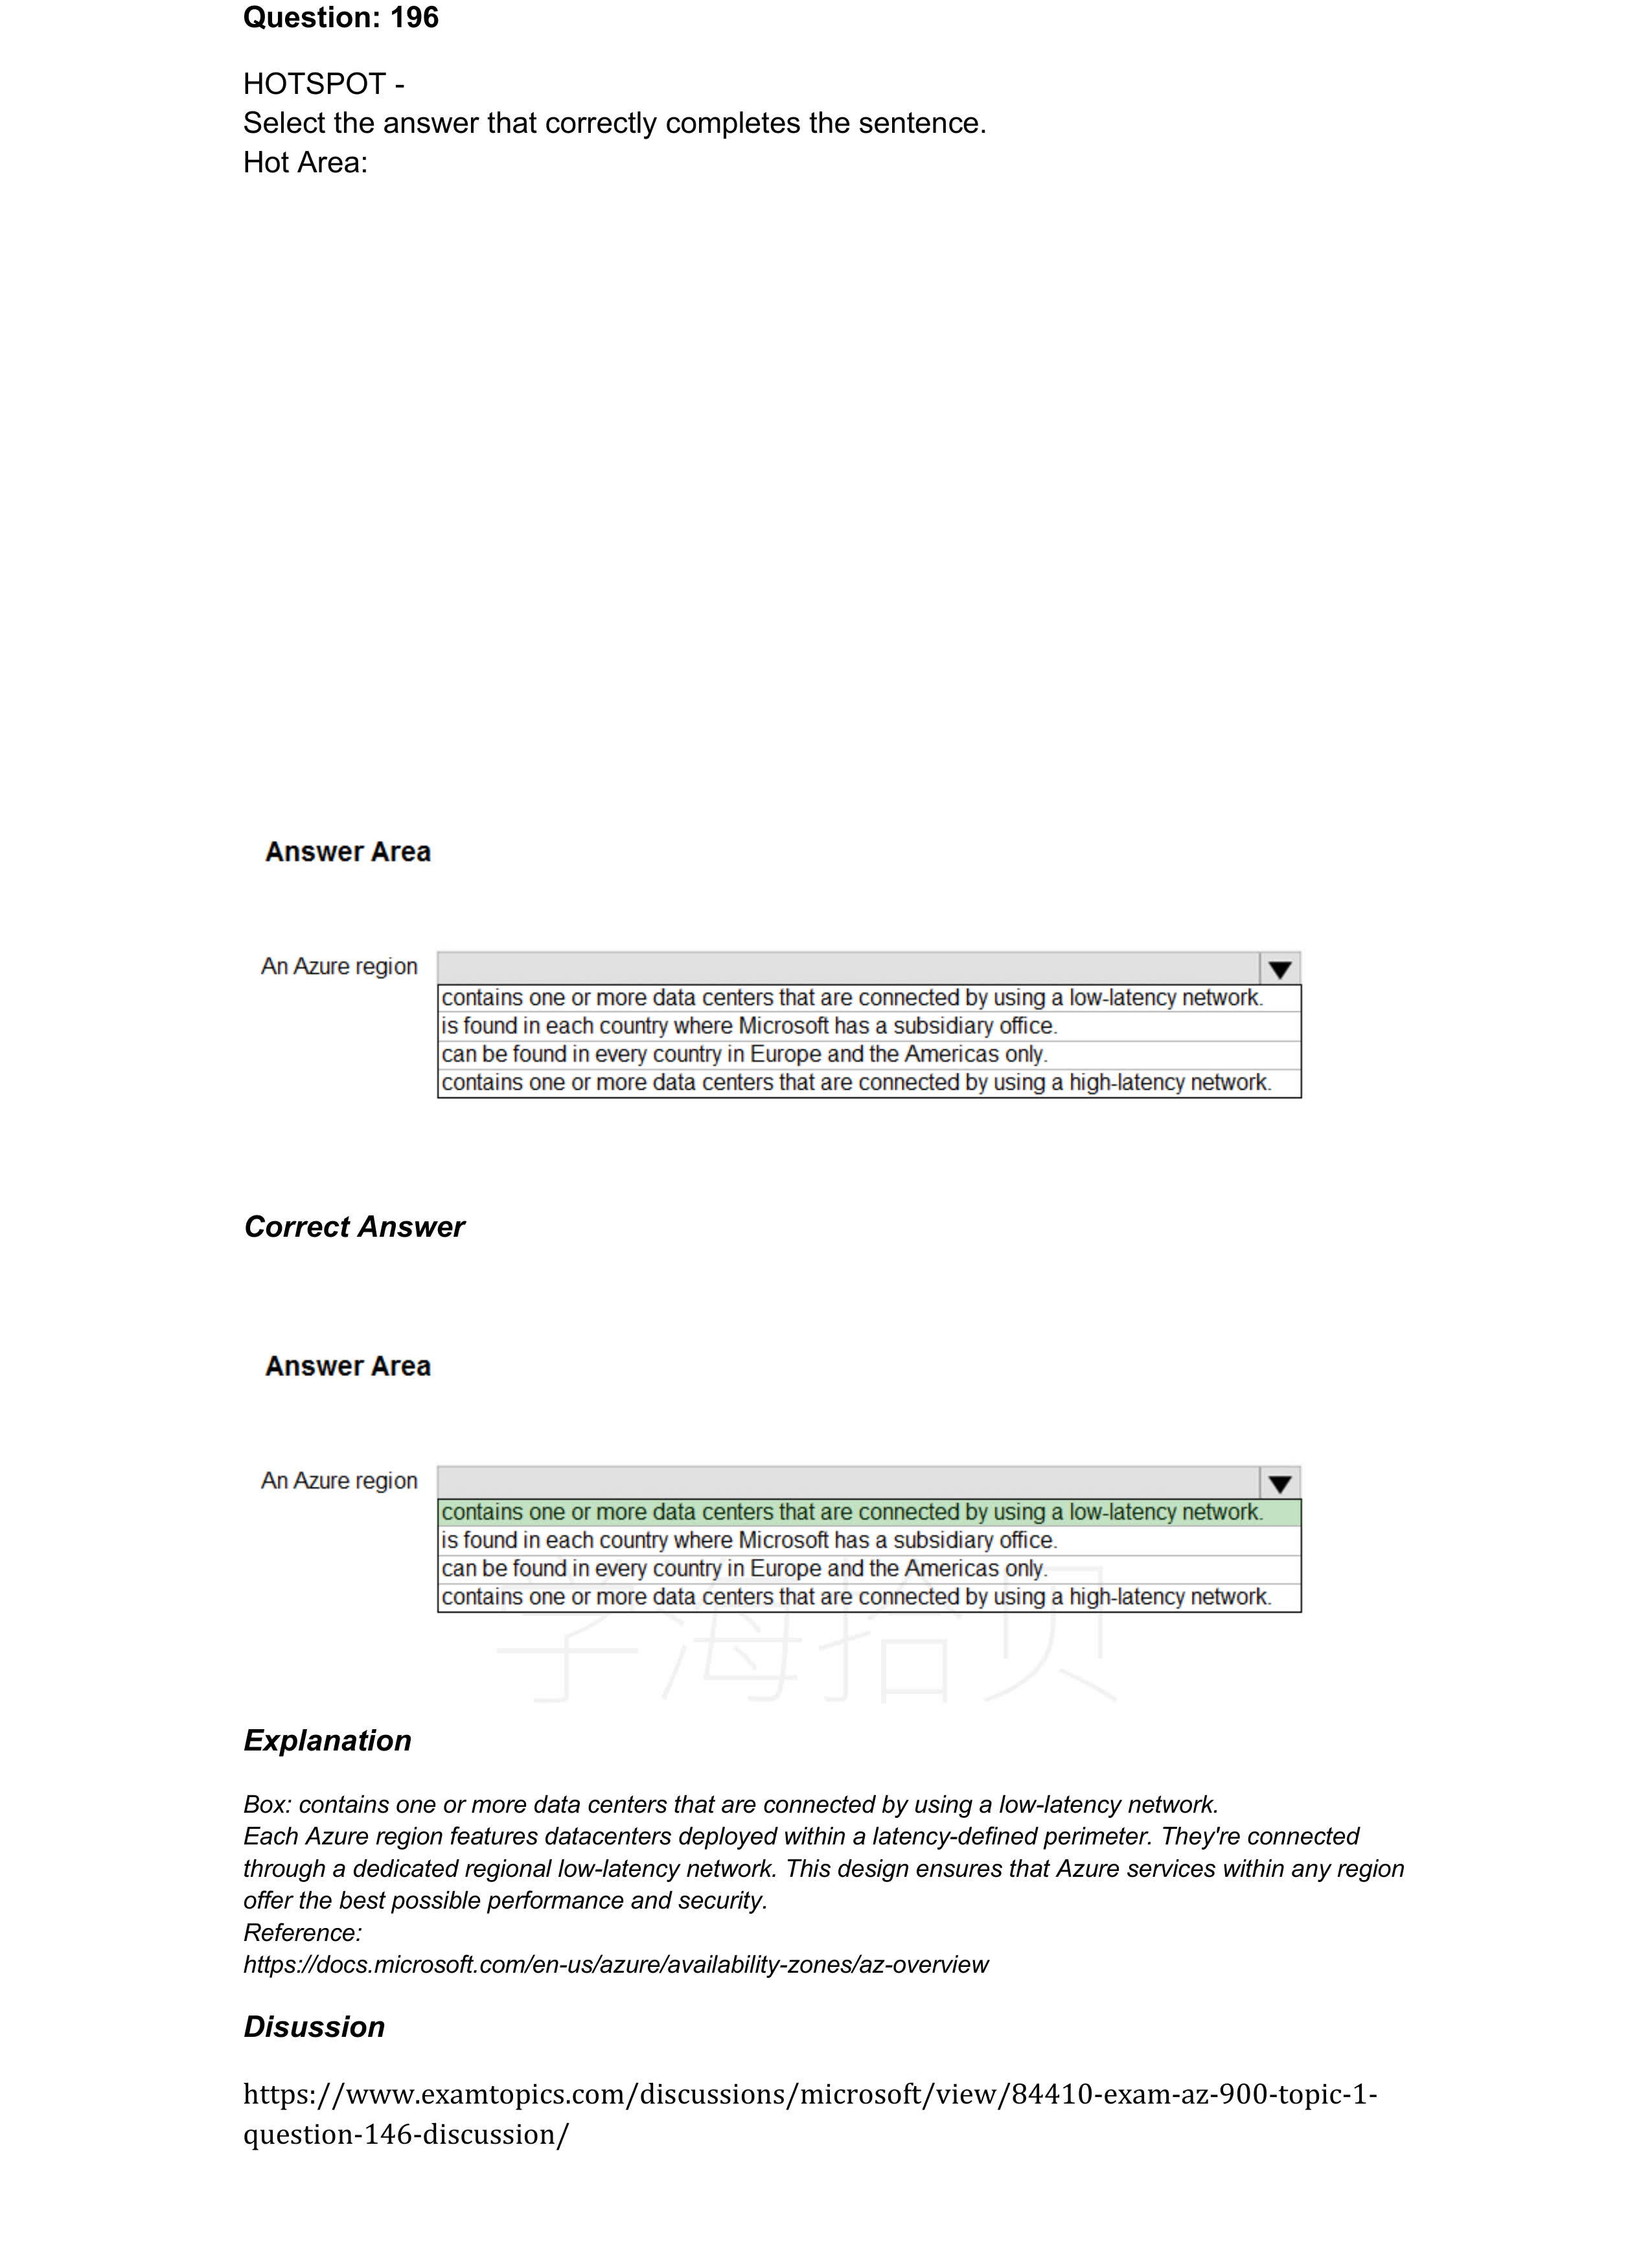 Question: 196
HOTSPOT -
Select the answer that correctly completes the sentence.
Hot Area:
Answer Area
An Azure region
contains one or more data centers that are connected by using a low-latency network.
is found in each country where Microsoft has a subsidiary office.
can be found in every country in Europe and the Americas only.
contains one or more data centers that are connected by using a high-latency network.
Correct Answer
Answer Area
An Azure region
contains one or more data centers that are connected by using a low-latency network.
is found in each country where Microsoft has a subsidiary office.
can be found in every country in Europe and the Americas only.
contains one or more data centers that are connected by using a high-latency network.
学海拾贝
Explanation
Box: contains one or more data centers that are connected by using a low-latency network.
Each Azure region features datacenters deployed within a latency-defined perimeter. They're connected
through a dedicated regional low-latency network. This design ensures that Azure services within any region
offer the best possible performance and security.
Reference:
https://docs.microsoft.com/en-us/azure/availability-zones/az-overview
Disussion
https://www.examtopics.com/discussions/microsoft/view/84410-exam-az-900-topic-1-
question-146-discussion/